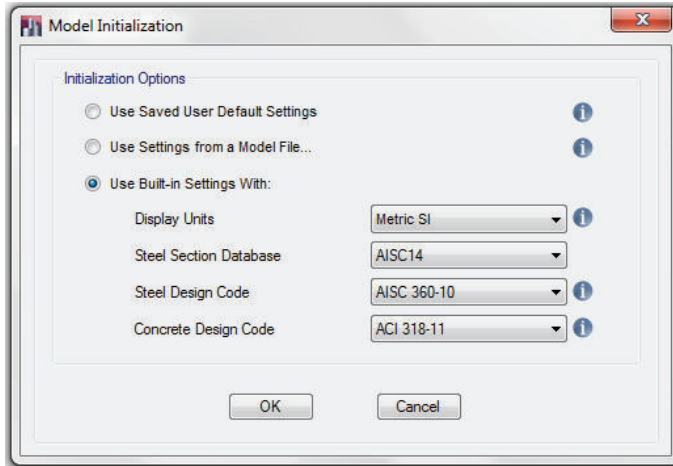 Model Initialization
Initialization Options
Use Saved User Default Settings
Use Settings from a Model File...
Use Built-in Settings With:
Display Units Metric SI
Steel Section Database AISC14
Steel Design Code AISC 360-10
Concrete Design Code ACI 318-11
OK Cancel